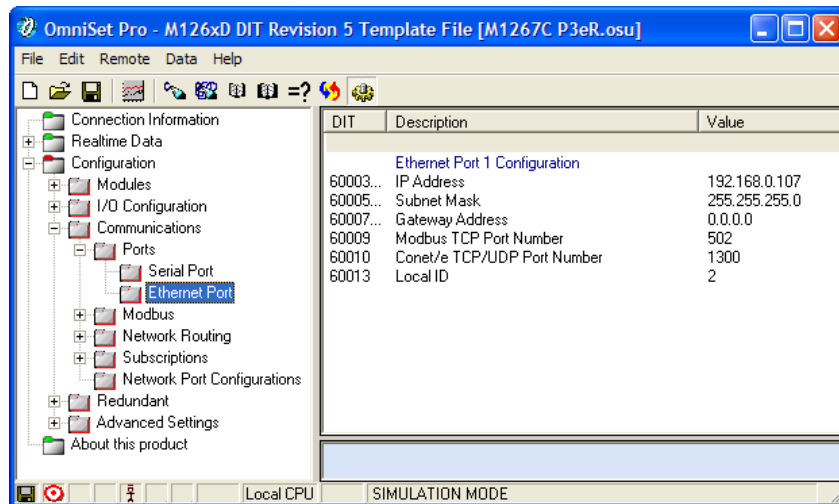 OmniSet Pro - M126xD DIT Revision 5 Template File [M1267C P3eR.osu]
File Edit Remote Data Help
=?
Connection Information
Realtime Data
Configuration
Modules
I/O Configuration
Communications
Ports
Serial Port
Ethernet Port
Modbus
Network Routing
Subscriptions
Network Port Configurations
Redundant
Advanced Settings
About this product
DIT Description Value
Ethernet Port 1 Configuration
60003... IP Address 192.168.0.107
60005... Subnet Mask 255.255.255.0
60007... Gateway Address 0.0.0.0
60009 Modbus TCP Port Number 502
60010 Conet/e TCP/UDP Port Number 1300
60013 Local ID 2
Local CPU SIMULATION MODE